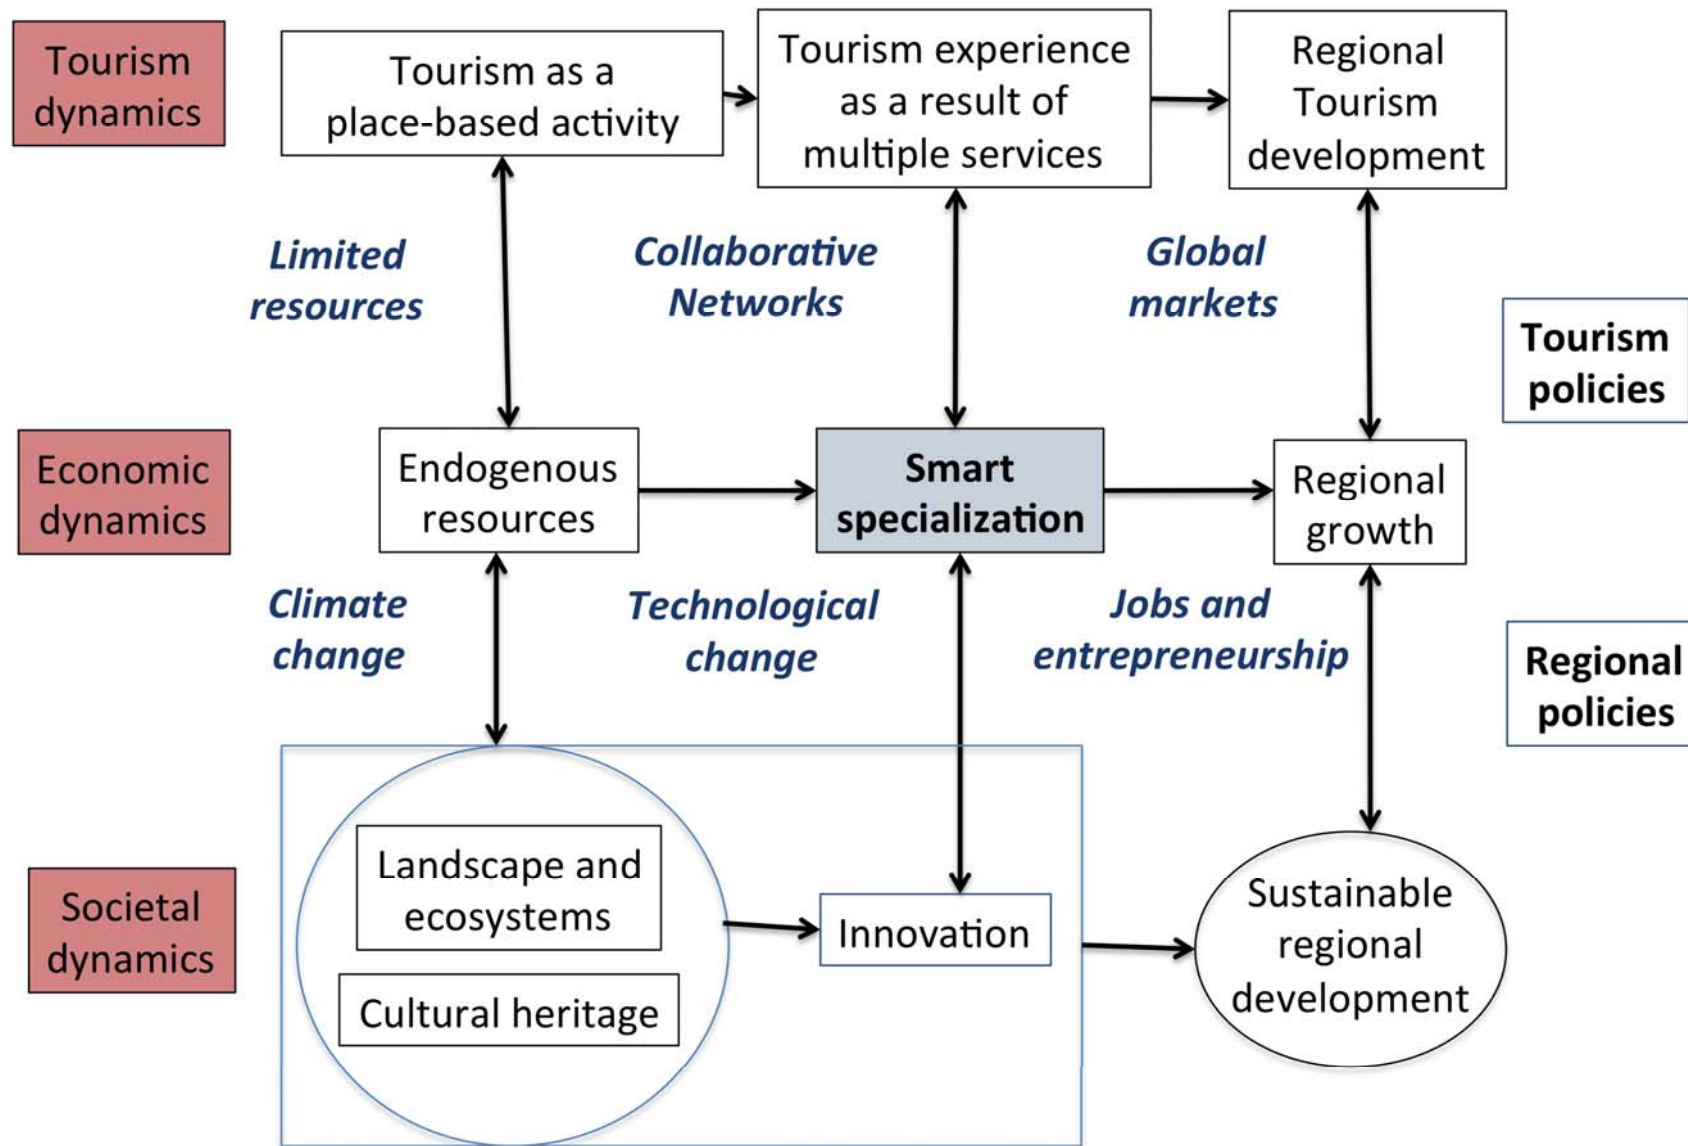 Tourism
dynamics
Tourism as a
place-based activity
Tourism experience
as a result of
multiple services
Regional
Tourism
development
Limited
resources
Collaborative
Networks
Global
markets
Tourism
policies
Economic
dynamics
Endogenous
resources
Smart
specialization
Regional
growth
Climate
change
Technological
change
Jobs and
entrepreneurship
Regional
policies
Societal
dynamics
Landscape and
ecosystems
Cultural heritage
Innovation
Sustainable
regional
development